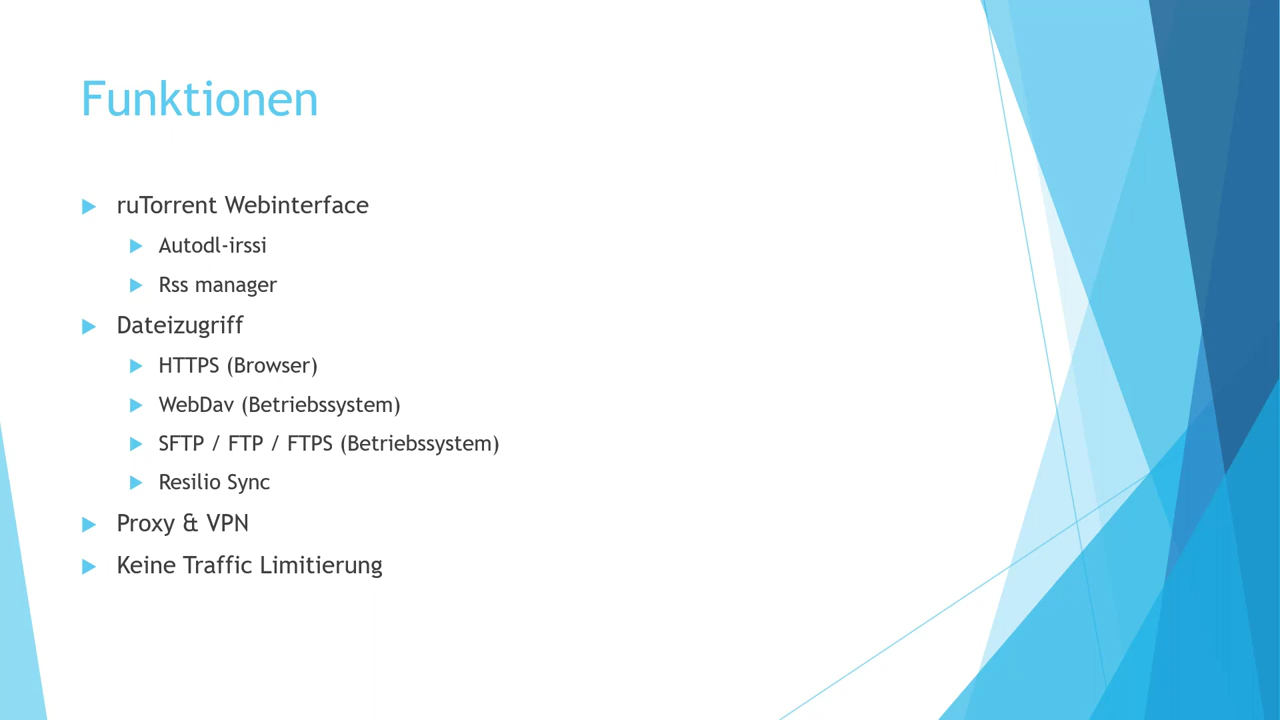 Funktionen
ruTorrent Webinterface
Autodl-irssi
Rss manager
Dateizugriff
HTTPS (Browser)
WebDav (Betriebssystem)
SFTP / FTP / FTPS (Betriebssystem)
Resilio Sync
Proxy & VPN
Keine Traffic Limitierung